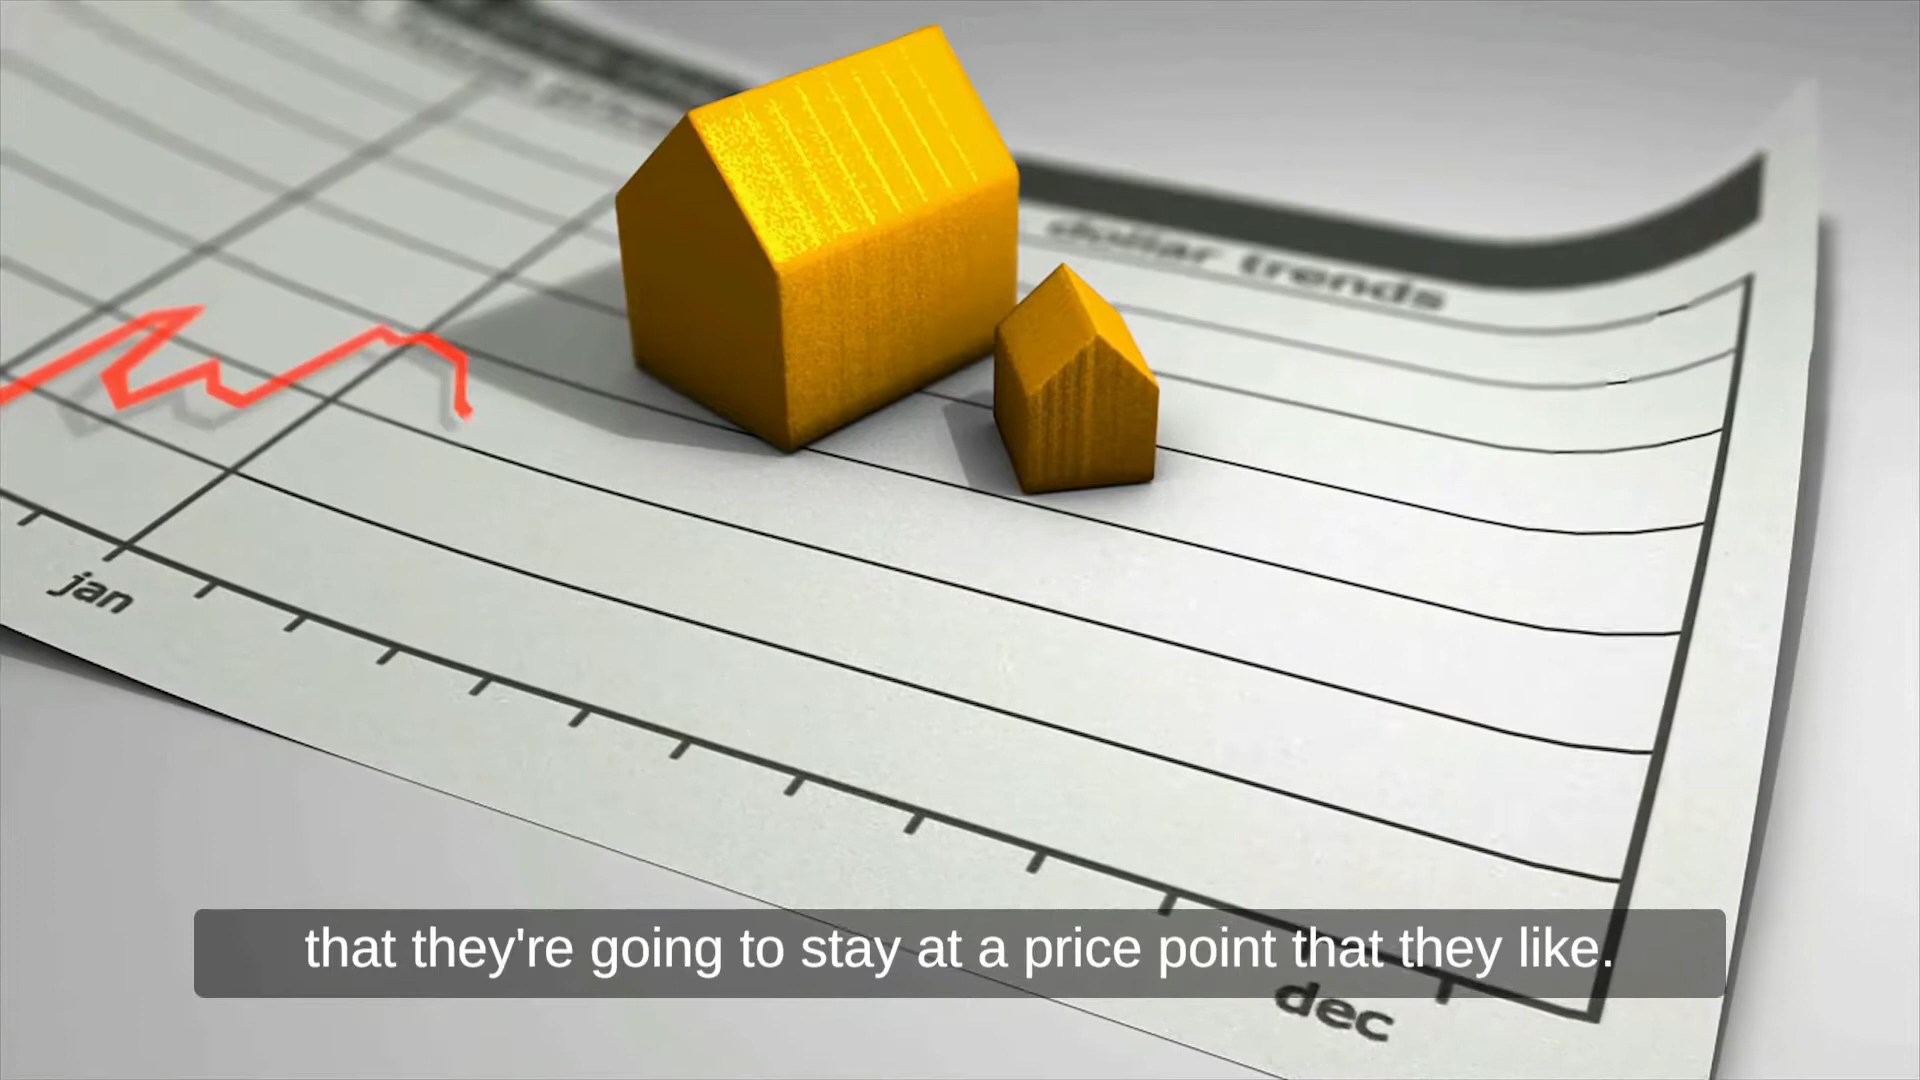 dollar trends
jan
that they're going to stay at a price point that they like.
dec